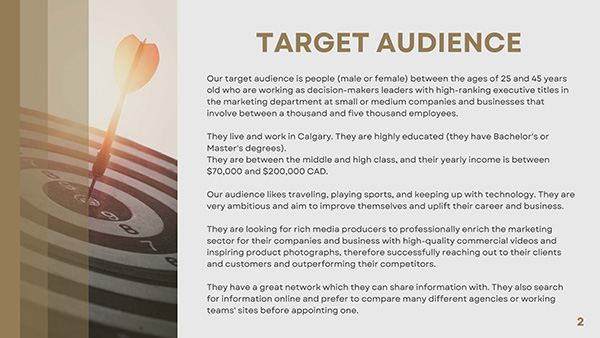 TARGET AUDIENCE
Our target audience is people (male or female) between the ages of 25 and 45 years
old who are working as decision-makers leaders with high-ranking executive titles in
the marketing department at small or medium companies and businesses that
involve between a thousand and five thousand employees.
They live and work in Calgary. They are highly educated (they have Bachelor's or
Master's degrees).
They are between the middle and high class, and their yearly income is between
$70,000 and $200,000 CAD.
Our audience likes traveling, playing sports, and keeping up with technology. They are
very ambitious and aim to improve themselves and uplift their career and business.
They are looking for rich media producers to professionally enrich the marketing
sector for their companies and business with high-quality commercial videos and
inspiring product photographs, therefore successfully reaching out to their clients
and customers and outperforming their competitors.
They have a great network which they can share information with. They also search
for information online and prefer to compare many different agencies or working
teams' sites before appointing one.
2